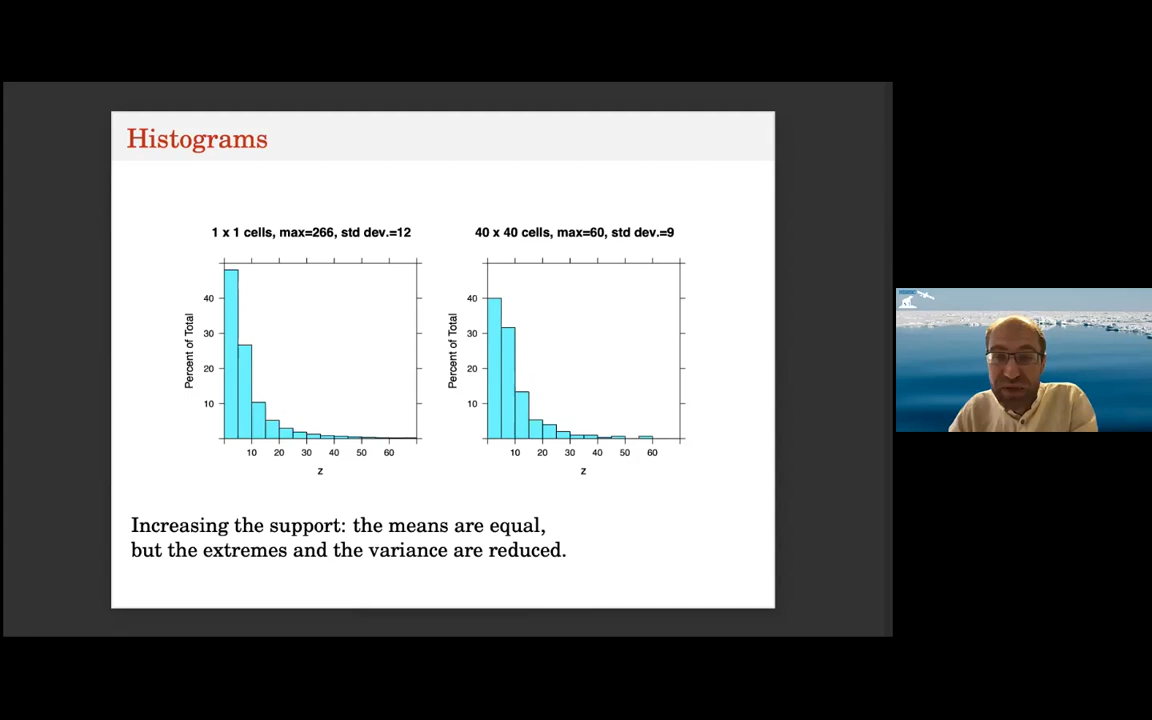 Histograms
1 x 1 cells, max=266, std dev.=12
Percent of Total
40
30
20
10
10 20 30 40 50 60
z
40 x 40 cells, max=60, std dev.=9
Percent of Total
40
30
20
10
10 20 30 40 50 60
z
Increasing the support: the means are equal,
but the extremes and the variance are reduced.